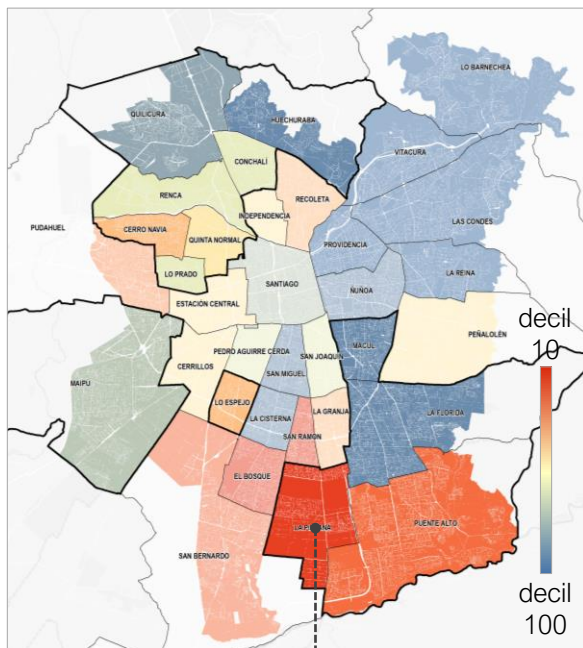 LO BARNECHEA
QUILICURA
HUECHURABA
VITACURA
CONCHALÍ
RENCA
RECOLETA
INDEPENDENCIA
LAS CONDES
PUDAHUEL
CERRO NAVIA
QUINTA NORMAL
PROVIDENCIA
LO PRADO
LA REINA
SANTIAGO
ÑUÑOA
ESTACIÓN CENTRAL
decil
10
PEÑALOLÉN
MACUL
PEDRO AGUIRRE CERDA
SAN JOAQUÍN
CERRILLOS
SAN MIGUEL
MAIPÚ
LO ESPEJO
LA GRANJA
LA CISTERNA
LA FLORIDA
SAN RAMÓN
EL BOSQUE
PUENTE ALTO
SAN BERNARDO
decil
100